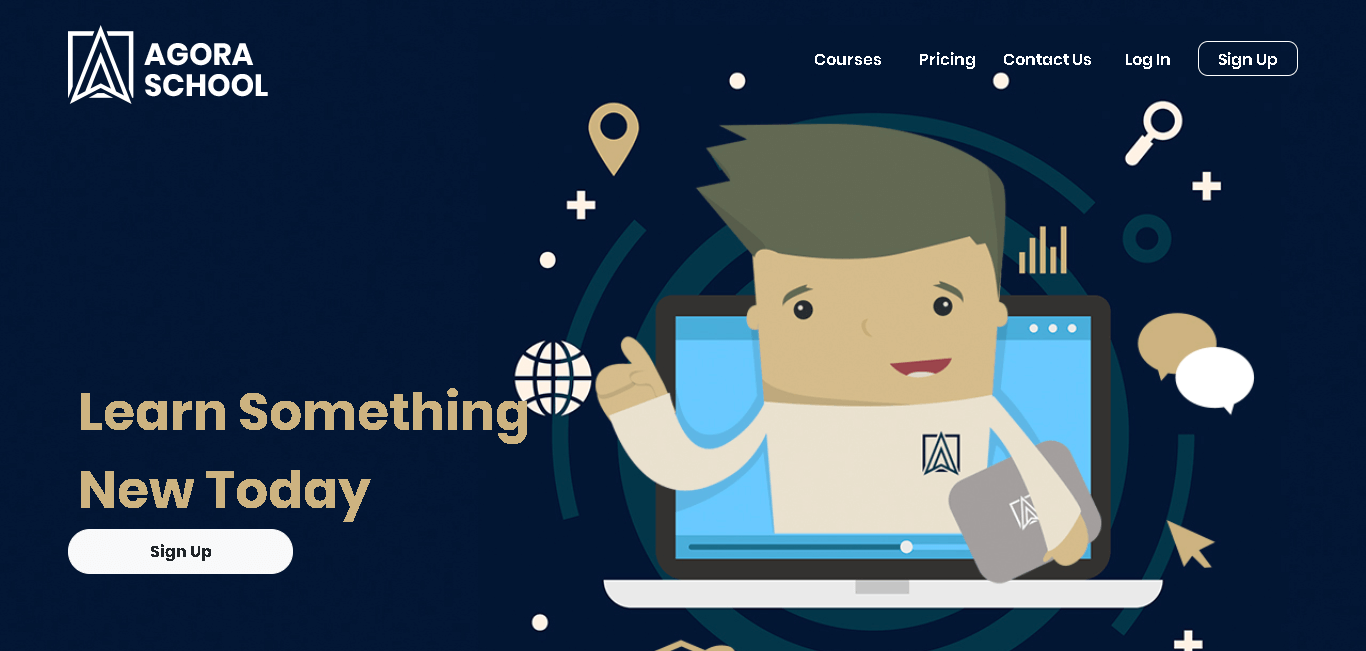 AGORA
SCHOOL
Courses
Pricing
Contact Us
Log In
Sign Up
Learn Something
New Today
Sign Up